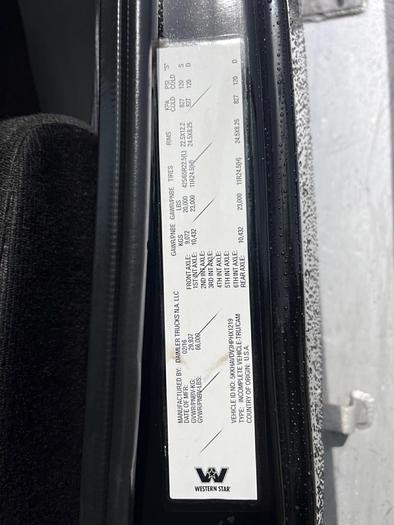 MANUFACTURED BY: DAIMLER TRUCKS N.A. LLC
DATE OF MFR: 02/16
GVWR/PNBV-KG: 29,937
GVWR/PNBV-LBS: 66,000
VEHICLE ID NO:
TYPE: INCOMPLETE VEHICLE-TRU/CAM
COUNTRY OF ORIGIN: U.S.A.
GAWR/PNBE GAWR/PNBE TIRES RIMS KPA PSI "S"
KGS LBS COLD COLD D
FRONT AXLE: 9,072 20,000 425/65R22.5(L) 22.5X12.2 827 120 S
1ST INT AXLE: 10,432 23,000 11R24.5(H) 24.5X8.25 827 120 D
2ND INT AXLE:
3RD INT AXLE:
4TH INT AXLE:
5TH INT AXLE:
6TH INT AXLE:
REAR AXLE: 10,432 23,000 11R24.5(H) 24.5X8.25 827 120 D
WESTERN STAR